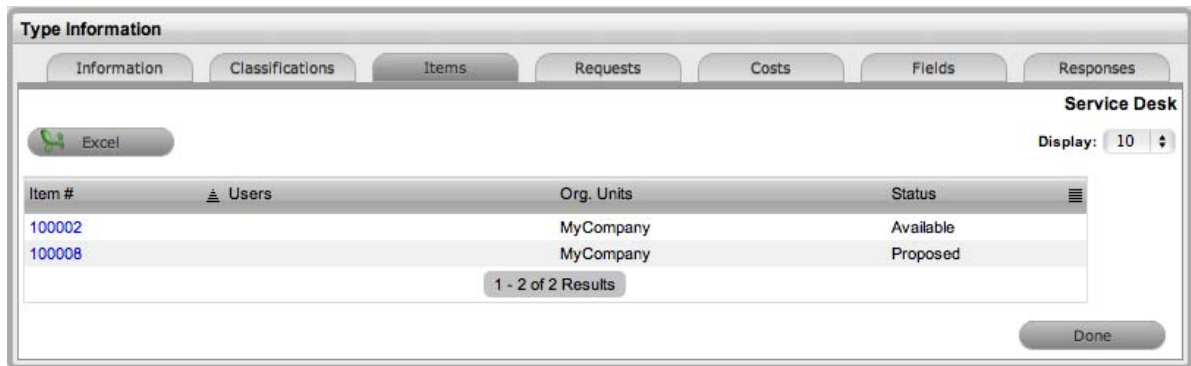 Type Information
Information Classifications Items Requests Costs Fields Responses
Service Desk
Excel Display: 10
Item # Users Org. Units Status
100002 MyCompany Available
100008 MyCompany Proposed
1 - 2 of 2 Results
Done